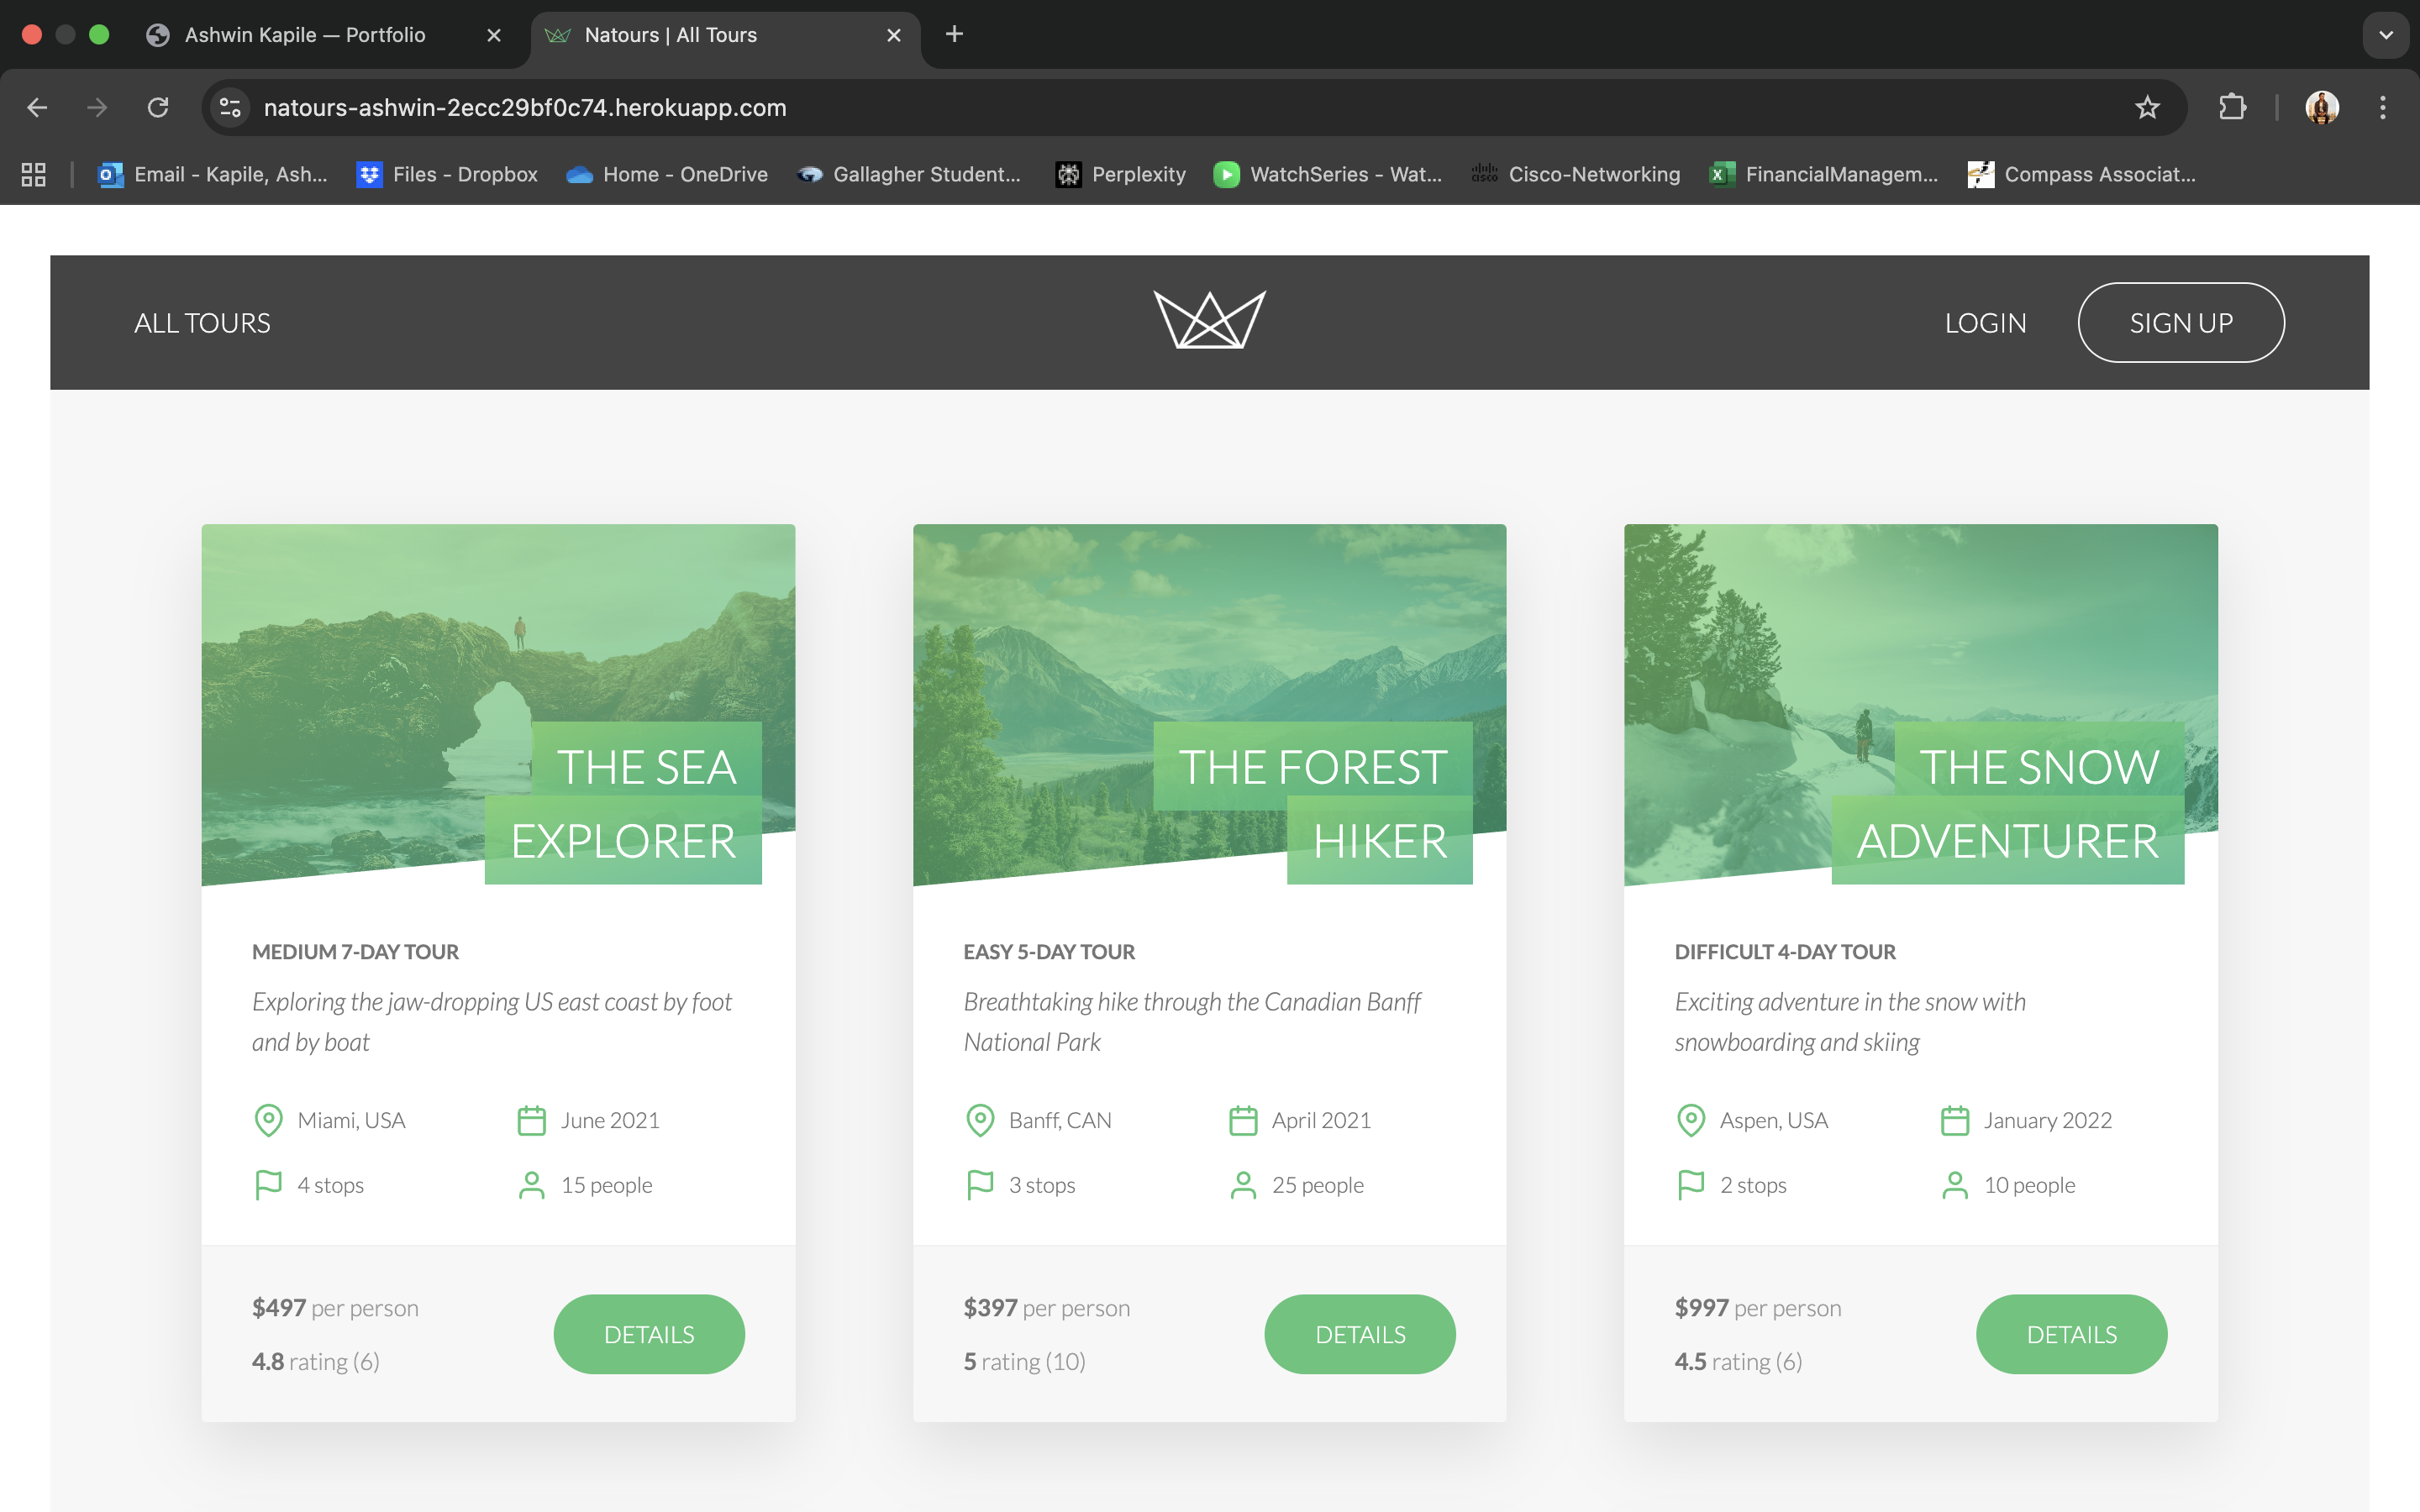 Ashwin Kapile — Portfolio
Natours | All Tours
natours-ashwin-2ecc29bf0c74.herokuapp.com
Email - Kapile, Ash...
Files - Dropbox
Home - OneDrive
Gallagher Student...
Perplexity
WatchSeries - Wat...
cisco
Cisco-Networking
FinancialManagem...
Compass Associat...
ALL TOURS
LOGIN
SIGN UP
THE SEA
EXPLORER
MEDIUM 7-DAY TOUR
Exploring the jaw-dropping US east coast by foot
and by boat
Miami, USA
June 2021
4 stops
15 people
$497 per person
4.8 rating (6)
DETAILS
THE FOREST
HIKER
EASY 5-DAY TOUR
Breathtaking hike through the Canadian Banff
National Park
Banff, CAN
April 2021
3 stops
25 people
$397 per person
5 rating (10)
DETAILS
THE SNOW
ADVENTURER
DIFFICULT 4-DAY TOUR
Exciting adventure in the snow with
snowboarding and skiing
Aspen, USA
January 2022
2 stops
10 people
$997 per person
4.5 rating (6)
DETAILS